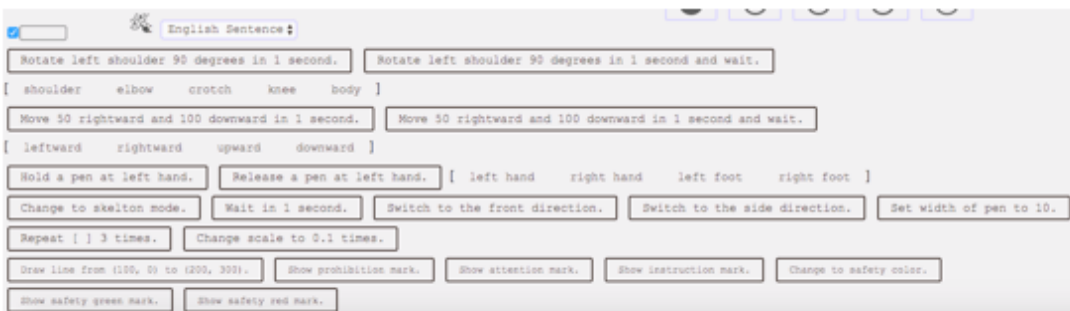 English Sentence
Rotate left shoulder 90 degrees in 1 second. Rotate left shoulder 90 degrees in 1 second and wait.
[ shoulder elbow crotch knee body ]
Move 50 rightward and 100 downward in 1 second. Move 50 rightward and 100 downward in 1 second and wait.
[ leftward rightward upward downward ]
Hold a pen at left hand. Release a pen at left hand. [ left hand right hand left foot right foot ]
Change to skelton mode. Wait in 1 second. Switch to the front direction. Switch to the side direction. Set width of pen to 10.
Repeat [ ] 3 times. Change scale to 0.1 times.
Draw line from (100, 0) to (200, 300). Show prohibition mark. Show attention mark. Show instruction mark. Change to safety color.
Show safety green mark. Show safety red mark.